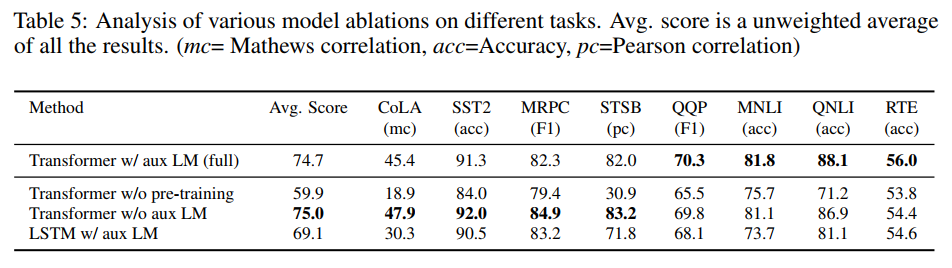 Table 5: Analysis of various model ablations on different tasks. Avg. score is a unweighted average
of all the results. (mc= Mathews correlation, acc=Accuracy, pc=Pearson correlation)
Method Avg. Score CoLA SST2 MRPC STSB QQP MNLI QNLI RTE
(mc) (acc) (F1) (pc) (F1) (acc) (acc) (acc)
Transformer w/ aux LM (full) 74.7 45.4 91.3 82.3 82.0 70.3 81.8 88.1 56.0
Transformer w/o pre-training 59.9 18.9 84.0 79.4 30.9 65.5 75.7 71.2 53.8
Transformer w/o aux LM 75.0 47.9 92.0 84.9 83.2 69.8 81.1 86.9 54.4
LSTM w/ aux LM 69.1 30.3 90.5 83.2 71.8 68.1 73.7 81.1 54.6